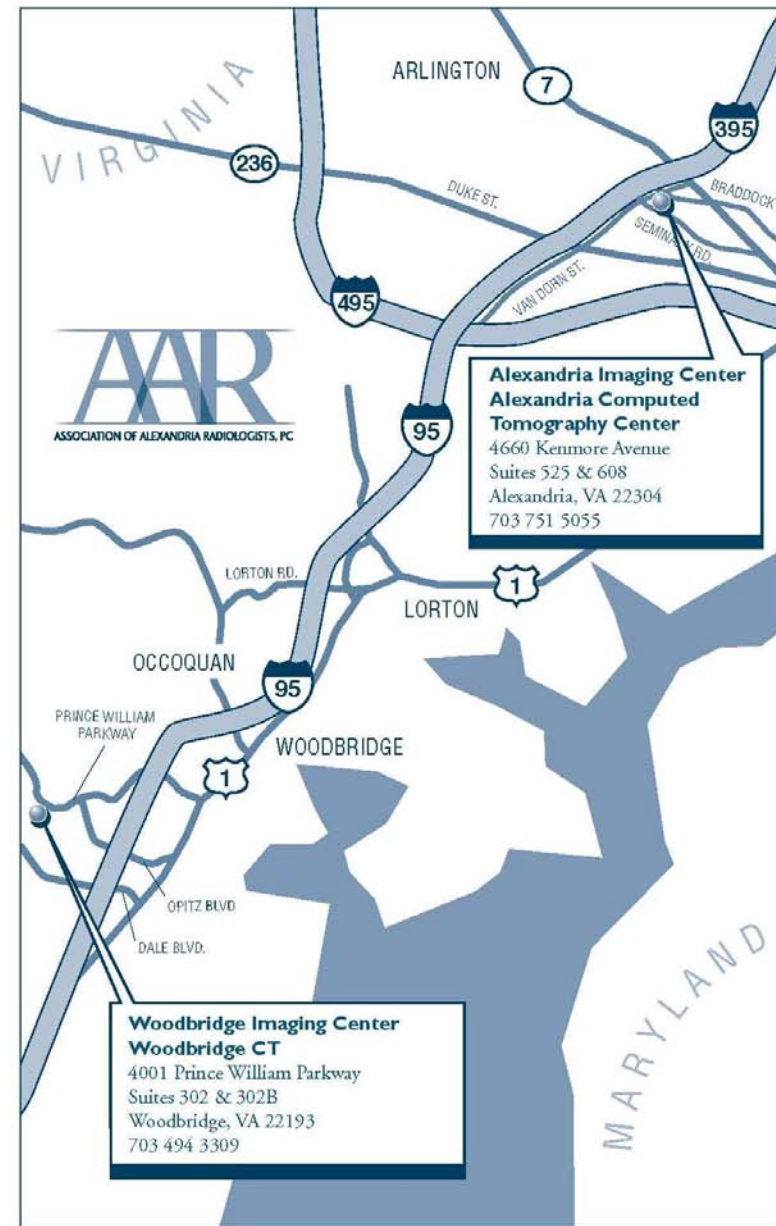 VIRGINIA
ARLINGTON
7
395
236
DUKE ST.
BRADDOCK
SEMINARY RD.
VAN DORN ST.
495
AAR
ASSOCIATION OF ALEXANDRIA RADIOLOGISTS, PC
95
Alexandria Imaging Center
Alexandria Computed
Tomography Center
4660 Kenmore Avenue
Suites 525 & 608
Alexandria, VA 22304
703 751 5055
LORTON RD.
1
LORTON
OCCOQUAN
95
PRINCE WILLIAM
PARKWAY
WOODBRIDGE
1
OPITZ BLVD
DALE BLVD.
MARYLAND
Woodbridge Imaging Center
Woodbridge CT
4001 Prince William Parkway
Suites 302 & 302B
Woodbridge, VA 22193
703 494 3309